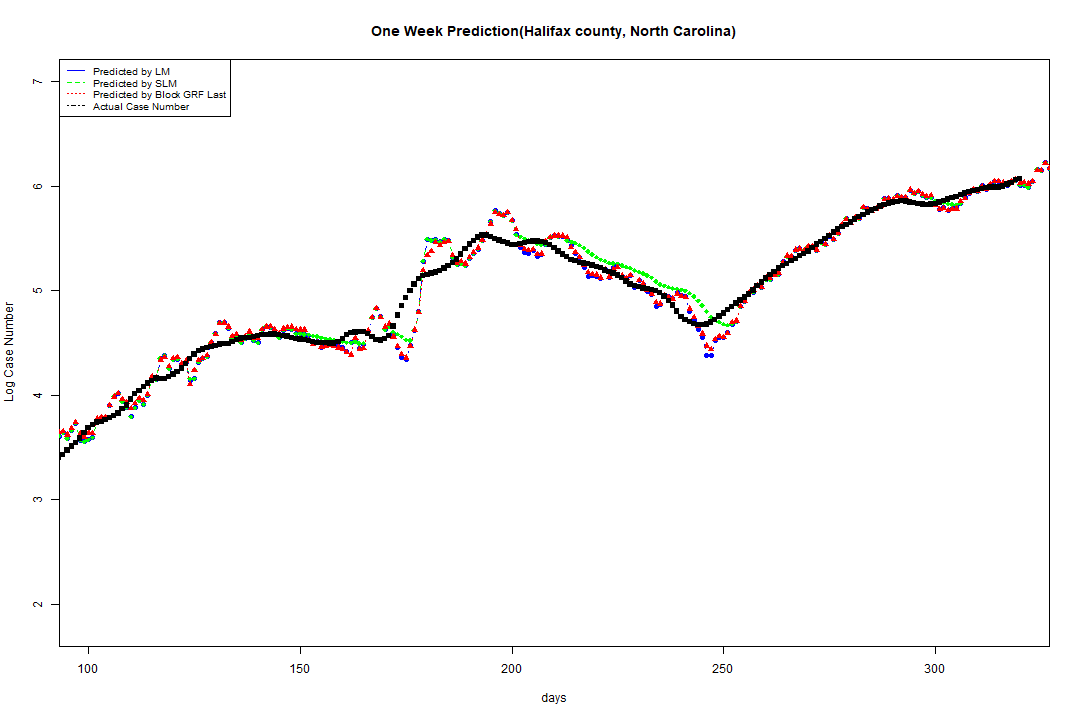 One Week Prediction(Halifax county, North Carolina)
Predicted by LM
Predicted by SLM
Predicted by Block GRF Last
Actual Case Number
7
6
5
4
3
2
Log Case Number
100 150 200 250 300
days